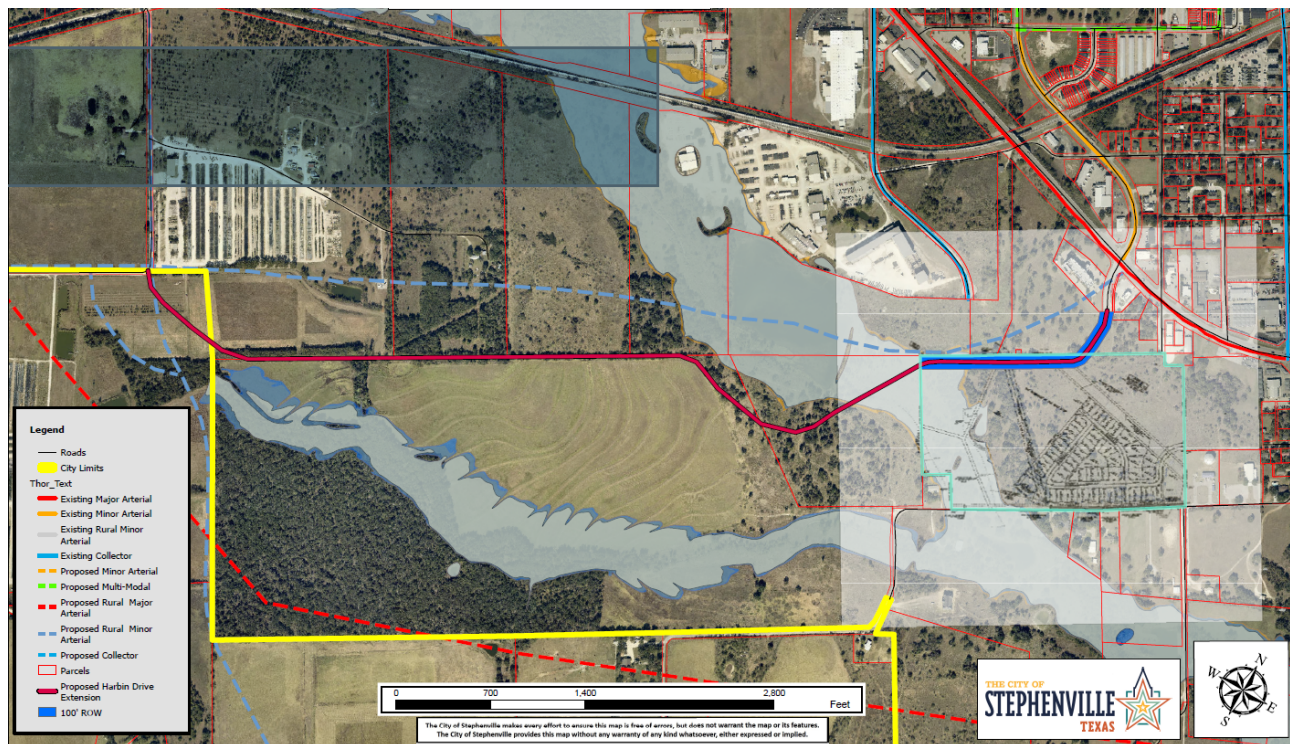 Legend
Roads
City Limits
Thor_Text
Existing Major Arterial
Existing Minor Arterial
Existing Rural Minor
Arterial
Existing Collector
Proposed Minor Arterial
Proposed Multi-Modal
Proposed Rural Major
Arterial
Proposed Rural Minor
Arterial
Proposed Collector
Parcels
Proposed Harbin Drive
Extension
100' ROW
0 700 1,400 2,800
Feet
The City of Stephenville makes every effort to ensure this map is free of errors, but does not warrant the map or its features.
The City of Stephenville provides this map without any warranty of any kind whatsoever, either expressed or implied.
THE CITY OF
STEPHENVILLE
TEXAS
N
W
E
S